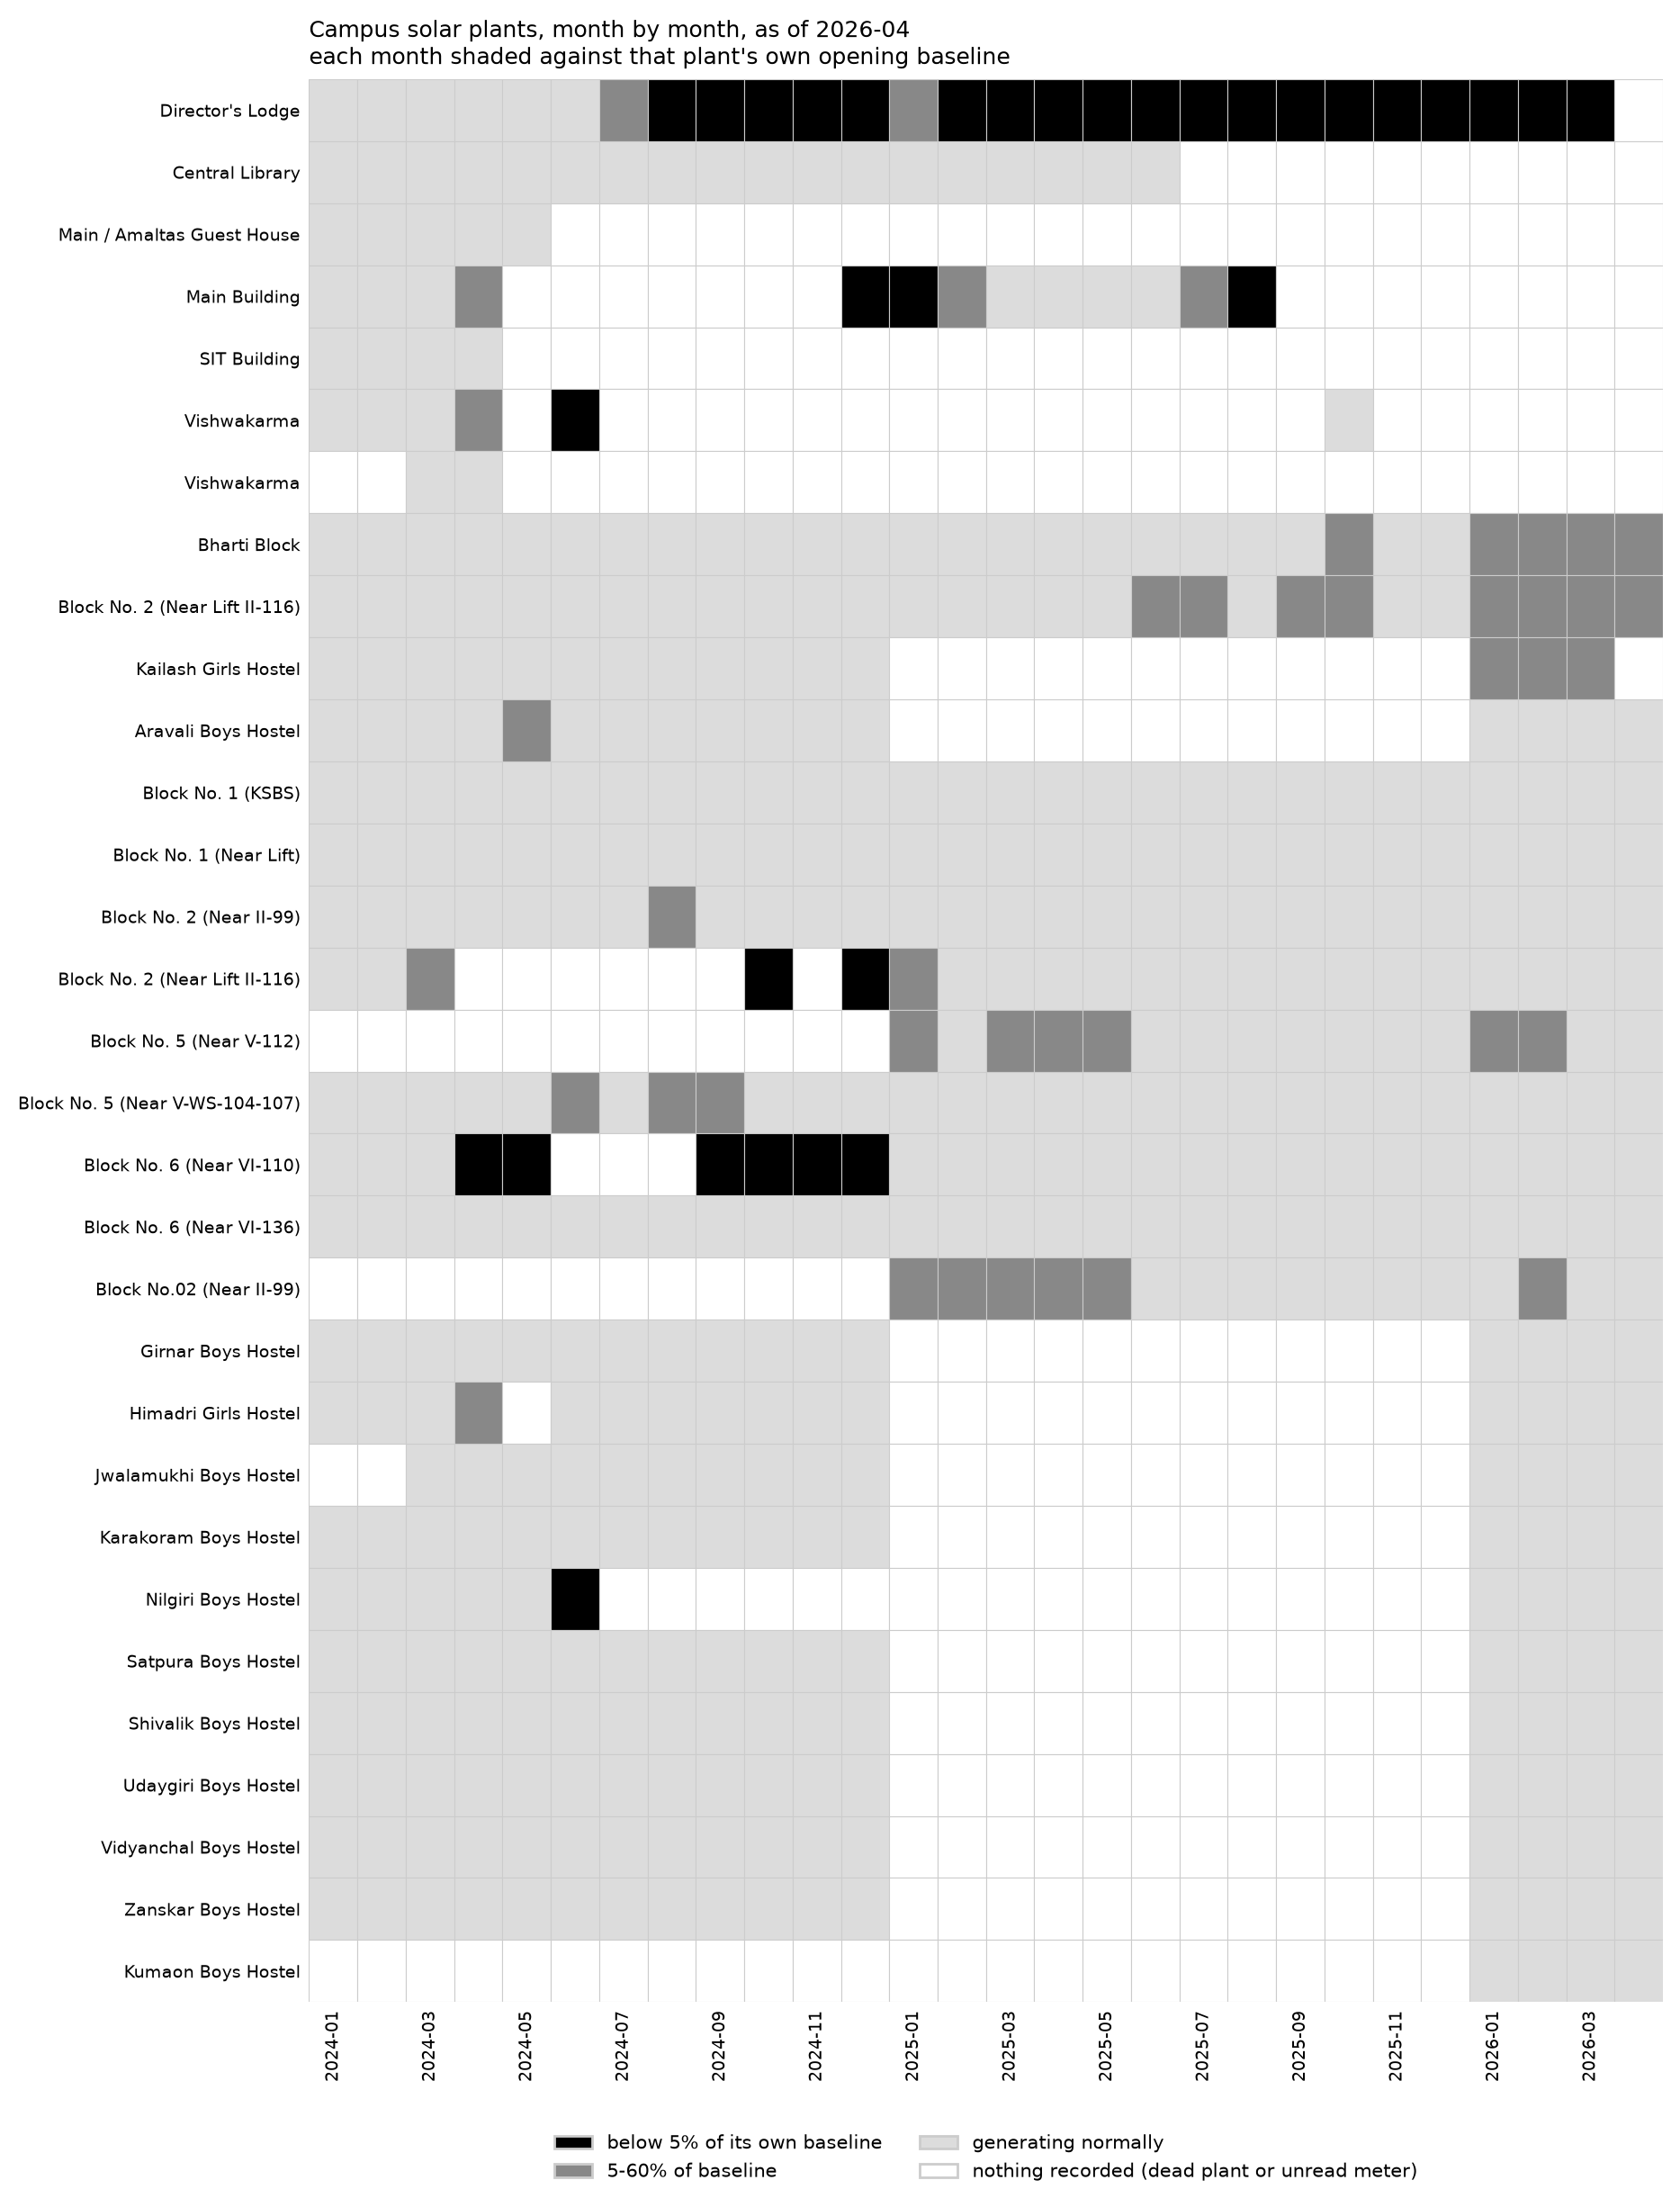 Campus solar plants, month by month, as of 2026-04
each month shaded against that plant's own opening baseline
Director's Lodge
Central Library
Main / Amaltas Guest House
Main Building
SIT Building
Vishwakarma
Vishwakarma
Bharti Block
Block No. 2 (Near Lift II-116)
Kailash Girls Hostel
Aravali Boys Hostel
Block No. 1 (KSBS)
Block No. 1 (Near Lift)
Block No. 2 (Near II-99)
Block No. 2 (Near Lift II-116)
Block No. 5 (Near V-112)
Block No. 5 (Near V-WS-104-107)
Block No. 6 (Near VI-110)
Block No. 6 (Near VI-136)
Block No.02 (Near II-99)
Girnar Boys Hostel
Himadri Girls Hostel
Jwalamukhi Boys Hostel
Karakoram Boys Hostel
Nilgiri Boys Hostel
Satpura Boys Hostel
Shivalik Boys Hostel
Udaygiri Boys Hostel
Vidyanchal Boys Hostel
Zanskar Boys Hostel
Kumaon Boys Hostel
2024-01
2024-03
2024-05
2024-07
2024-09
2024-11
2025-01
2025-03
2025-05
2025-07
2025-09
2025-11
2026-01
2026-03
below 5% of its own baseline
5-60% of baseline
generating normally
nothing recorded (dead plant or unread meter)